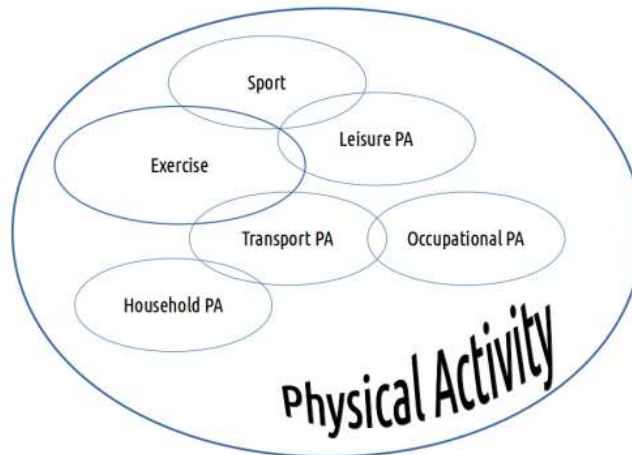 Sport
Leisure PA
Exercise
Transport PA
Occupational PA
Household PA
Physical Activity